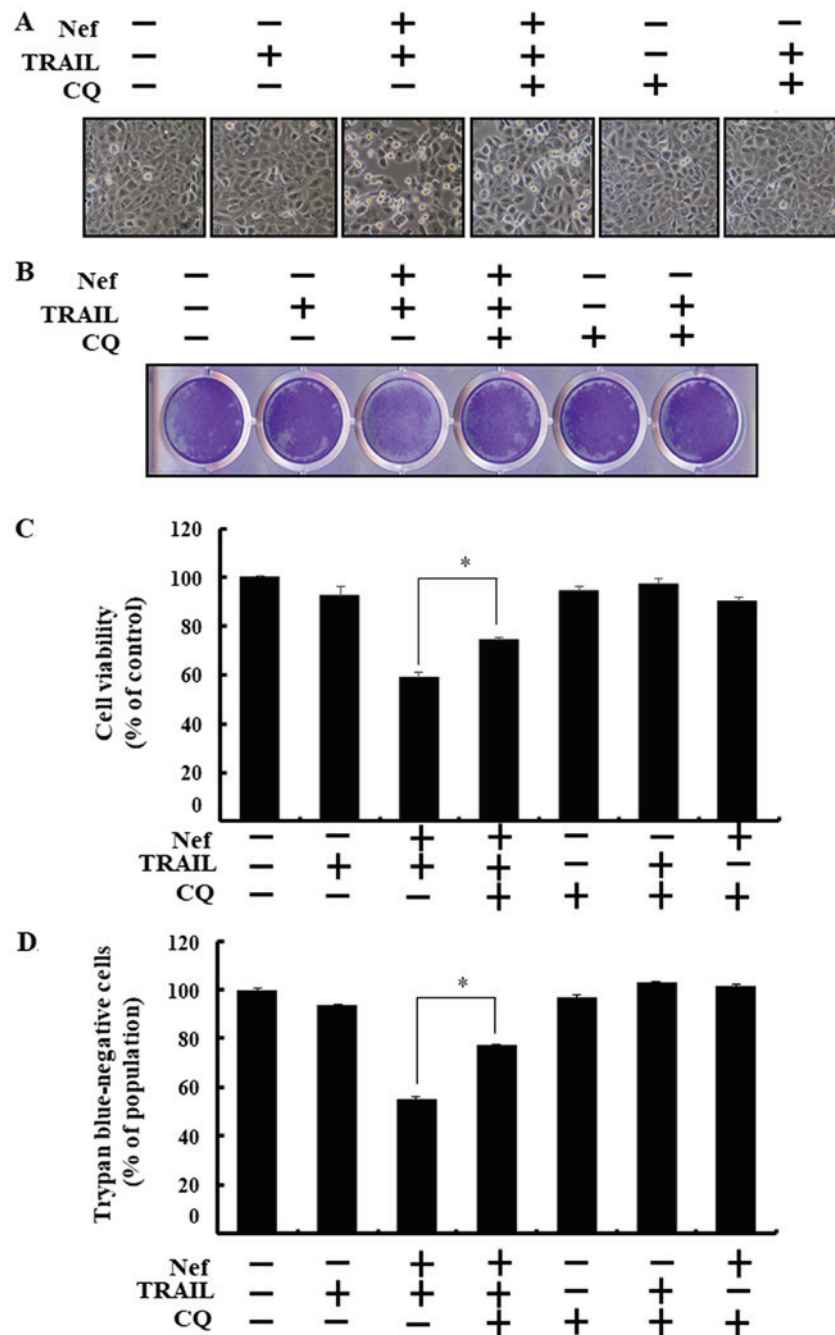 A
Nef − − + + − −
TRAIL − + + + − +
CQ − − − + + +
B
Nef − − + + − −
TRAIL − + + + − +
CQ − − − + + +
C
Cell viability
(% of control)
120
100
80
60
40
20
0
*
Nef − − + + − − +
TRAIL − + + + − + −
CQ − − − + + + +
D.
Trypan blue-negative cells
(% of population)
120
100
80
60
40
20
0
*
Nef − − + + − − +
TRAIL − + + + − + −
CQ − − − + + + +